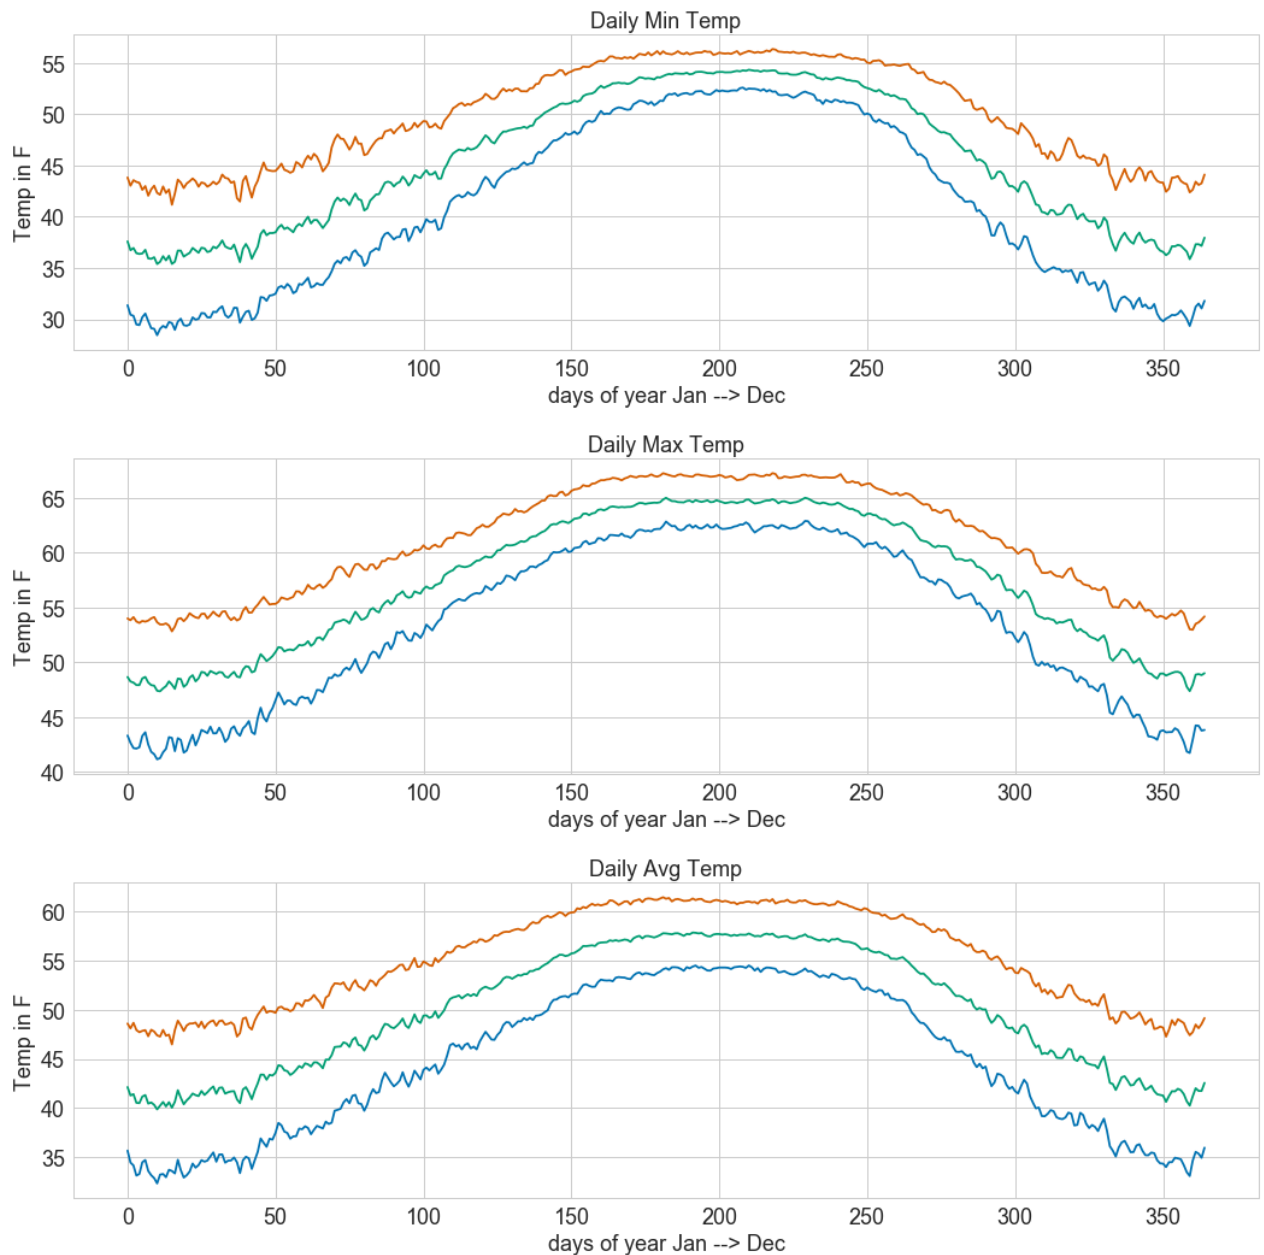 Daily Min Temp
Temp in F
55
50
45
40
35
30
0 50 100 150 200 250 300 350
days of year Jan --> Dec
Daily Max Temp
Temp in F
65
60
55
50
45
40
0 50 100 150 200 250 300 350
days of year Jan --> Dec
Daily Avg Temp
Temp in F
60
55
50
45
40
35
0 50 100 150 200 250 300 350
days of year Jan --> Dec